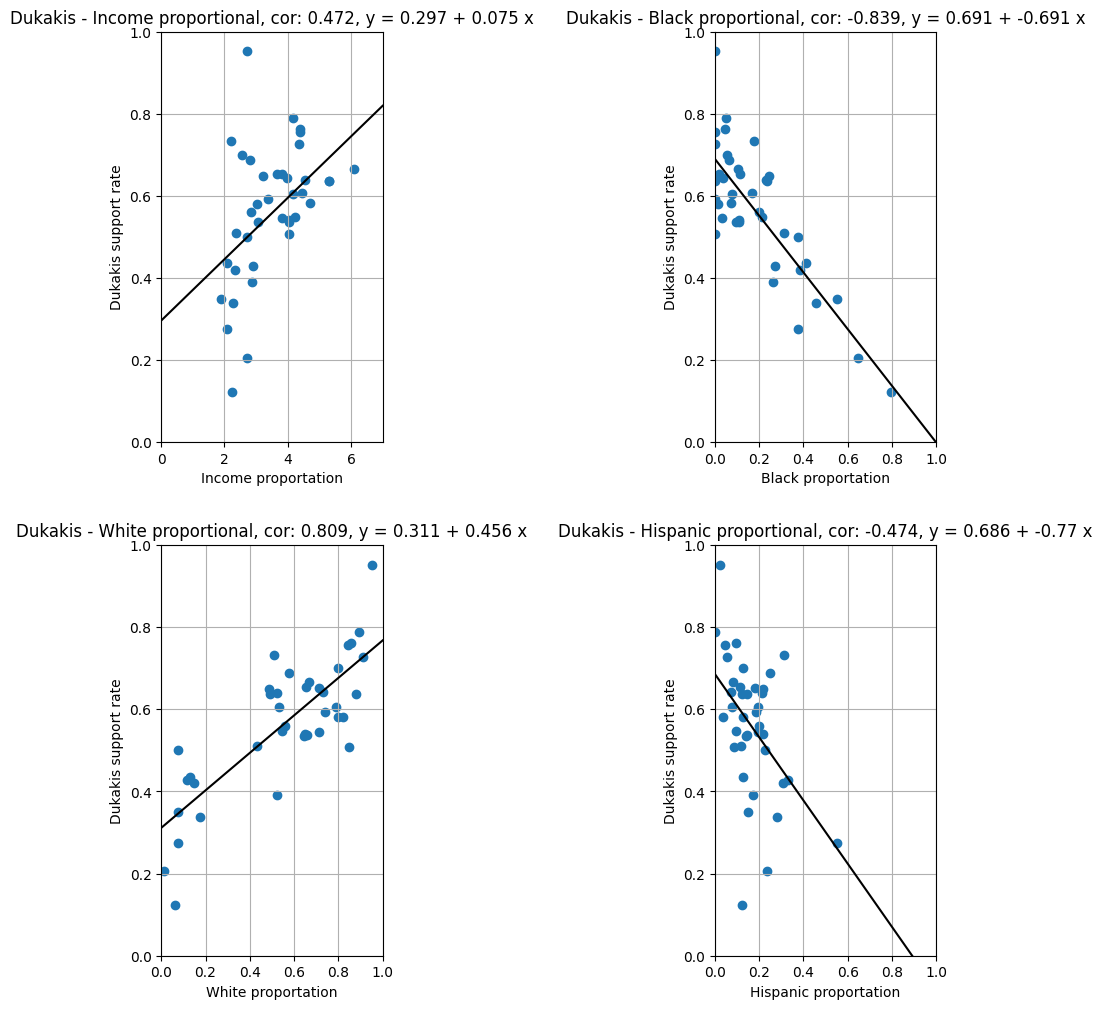 Dukakis - Income proportional, cor: 0.472, y = 0.297 + 0.075 x
1.0
0.8
0.6
0.4
0.2
0.0
Dukakis support rate
0 2 4 6
Income proportation
Dukakis - Black proportional, cor: -0.839, y = 0.691 + -0.691 x
1.0
0.8
0.6
0.4
0.2
0.0
Dukakis support rate
0.0 0.2 0.4 0.6 0.8 1.0
Black proportation
Dukakis - White proportional, cor: 0.809, y = 0.311 + 0.456 x
1.0
0.8
0.6
0.4
0.2
0.0
Dukakis support rate
0.0 0.2 0.4 0.6 0.8 1.0
White proportation
Dukakis - Hispanic proportional, cor: -0.474, y = 0.686 + -0.77 x
1.0
0.8
0.6
0.4
0.2
0.0
Dukakis support rate
0.0 0.2 0.4 0.6 0.8 1.0
Hispanic proportation